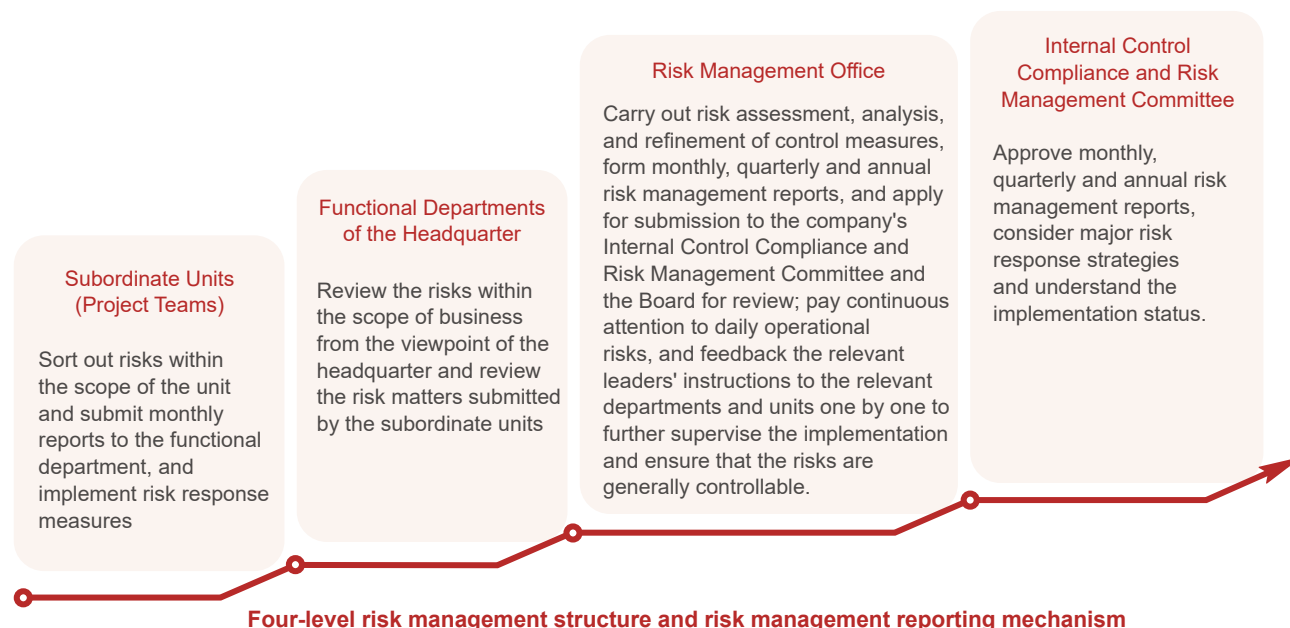 Subordinate Units
(Project Teams)
Sort out risks within
the scope of the unit
and submit monthly
reports to the functional
department, and
implement risk response
measures
Functional Departments
of the Headquarter
Review the risks within
the scope of business
from the viewpoint of the
headquarter and review
the risk matters submitted
by the subordinate units
Risk Management Office
Carry out risk assessment, analysis,
and refinement of control measures,
form monthly, quarterly and annual
risk management reports, and apply
for submission to the company's
Internal Control Compliance and
Risk Management Committee and
the Board for review; pay continuous
attention to daily operational
risks, and feedback the relevant
leaders' instructions to the relevant
departments and units one by one to
further supervise the implementation
and ensure that the risks are
generally controllable.
Internal Control
Compliance and Risk
Management Committee
Approve monthly,
quarterly and annual risk
management reports,
consider major risk
response strategies
and understand the
implementation status.
Four-level risk management structure and risk management reporting mechanism